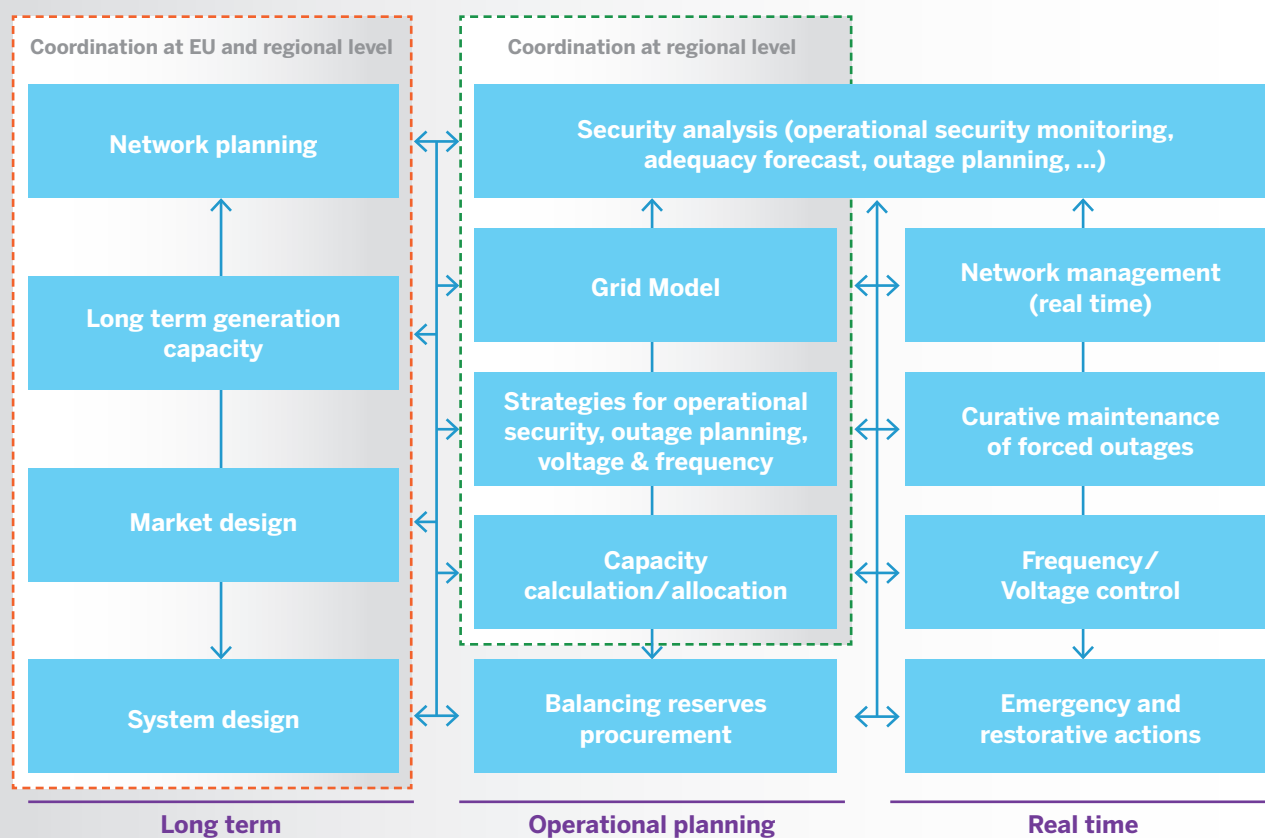 Coordination at EU and regional level
Coordination at regional level
Network planning
Security analysis (operational security monitoring,
adequacy forecast, outage planning, ...)
Long term generation
capacity
Grid Model
Network management
(real time)
Strategies for operational
security, outage planning,
voltage & frequency
Curative maintenance
of forced outages
Market design
Capacity
calculation/allocation
Frequency/
Voltage control
System design
Balancing reserves
procurement
Emergency and
restorative actions
Long term
Operational planning
Real time